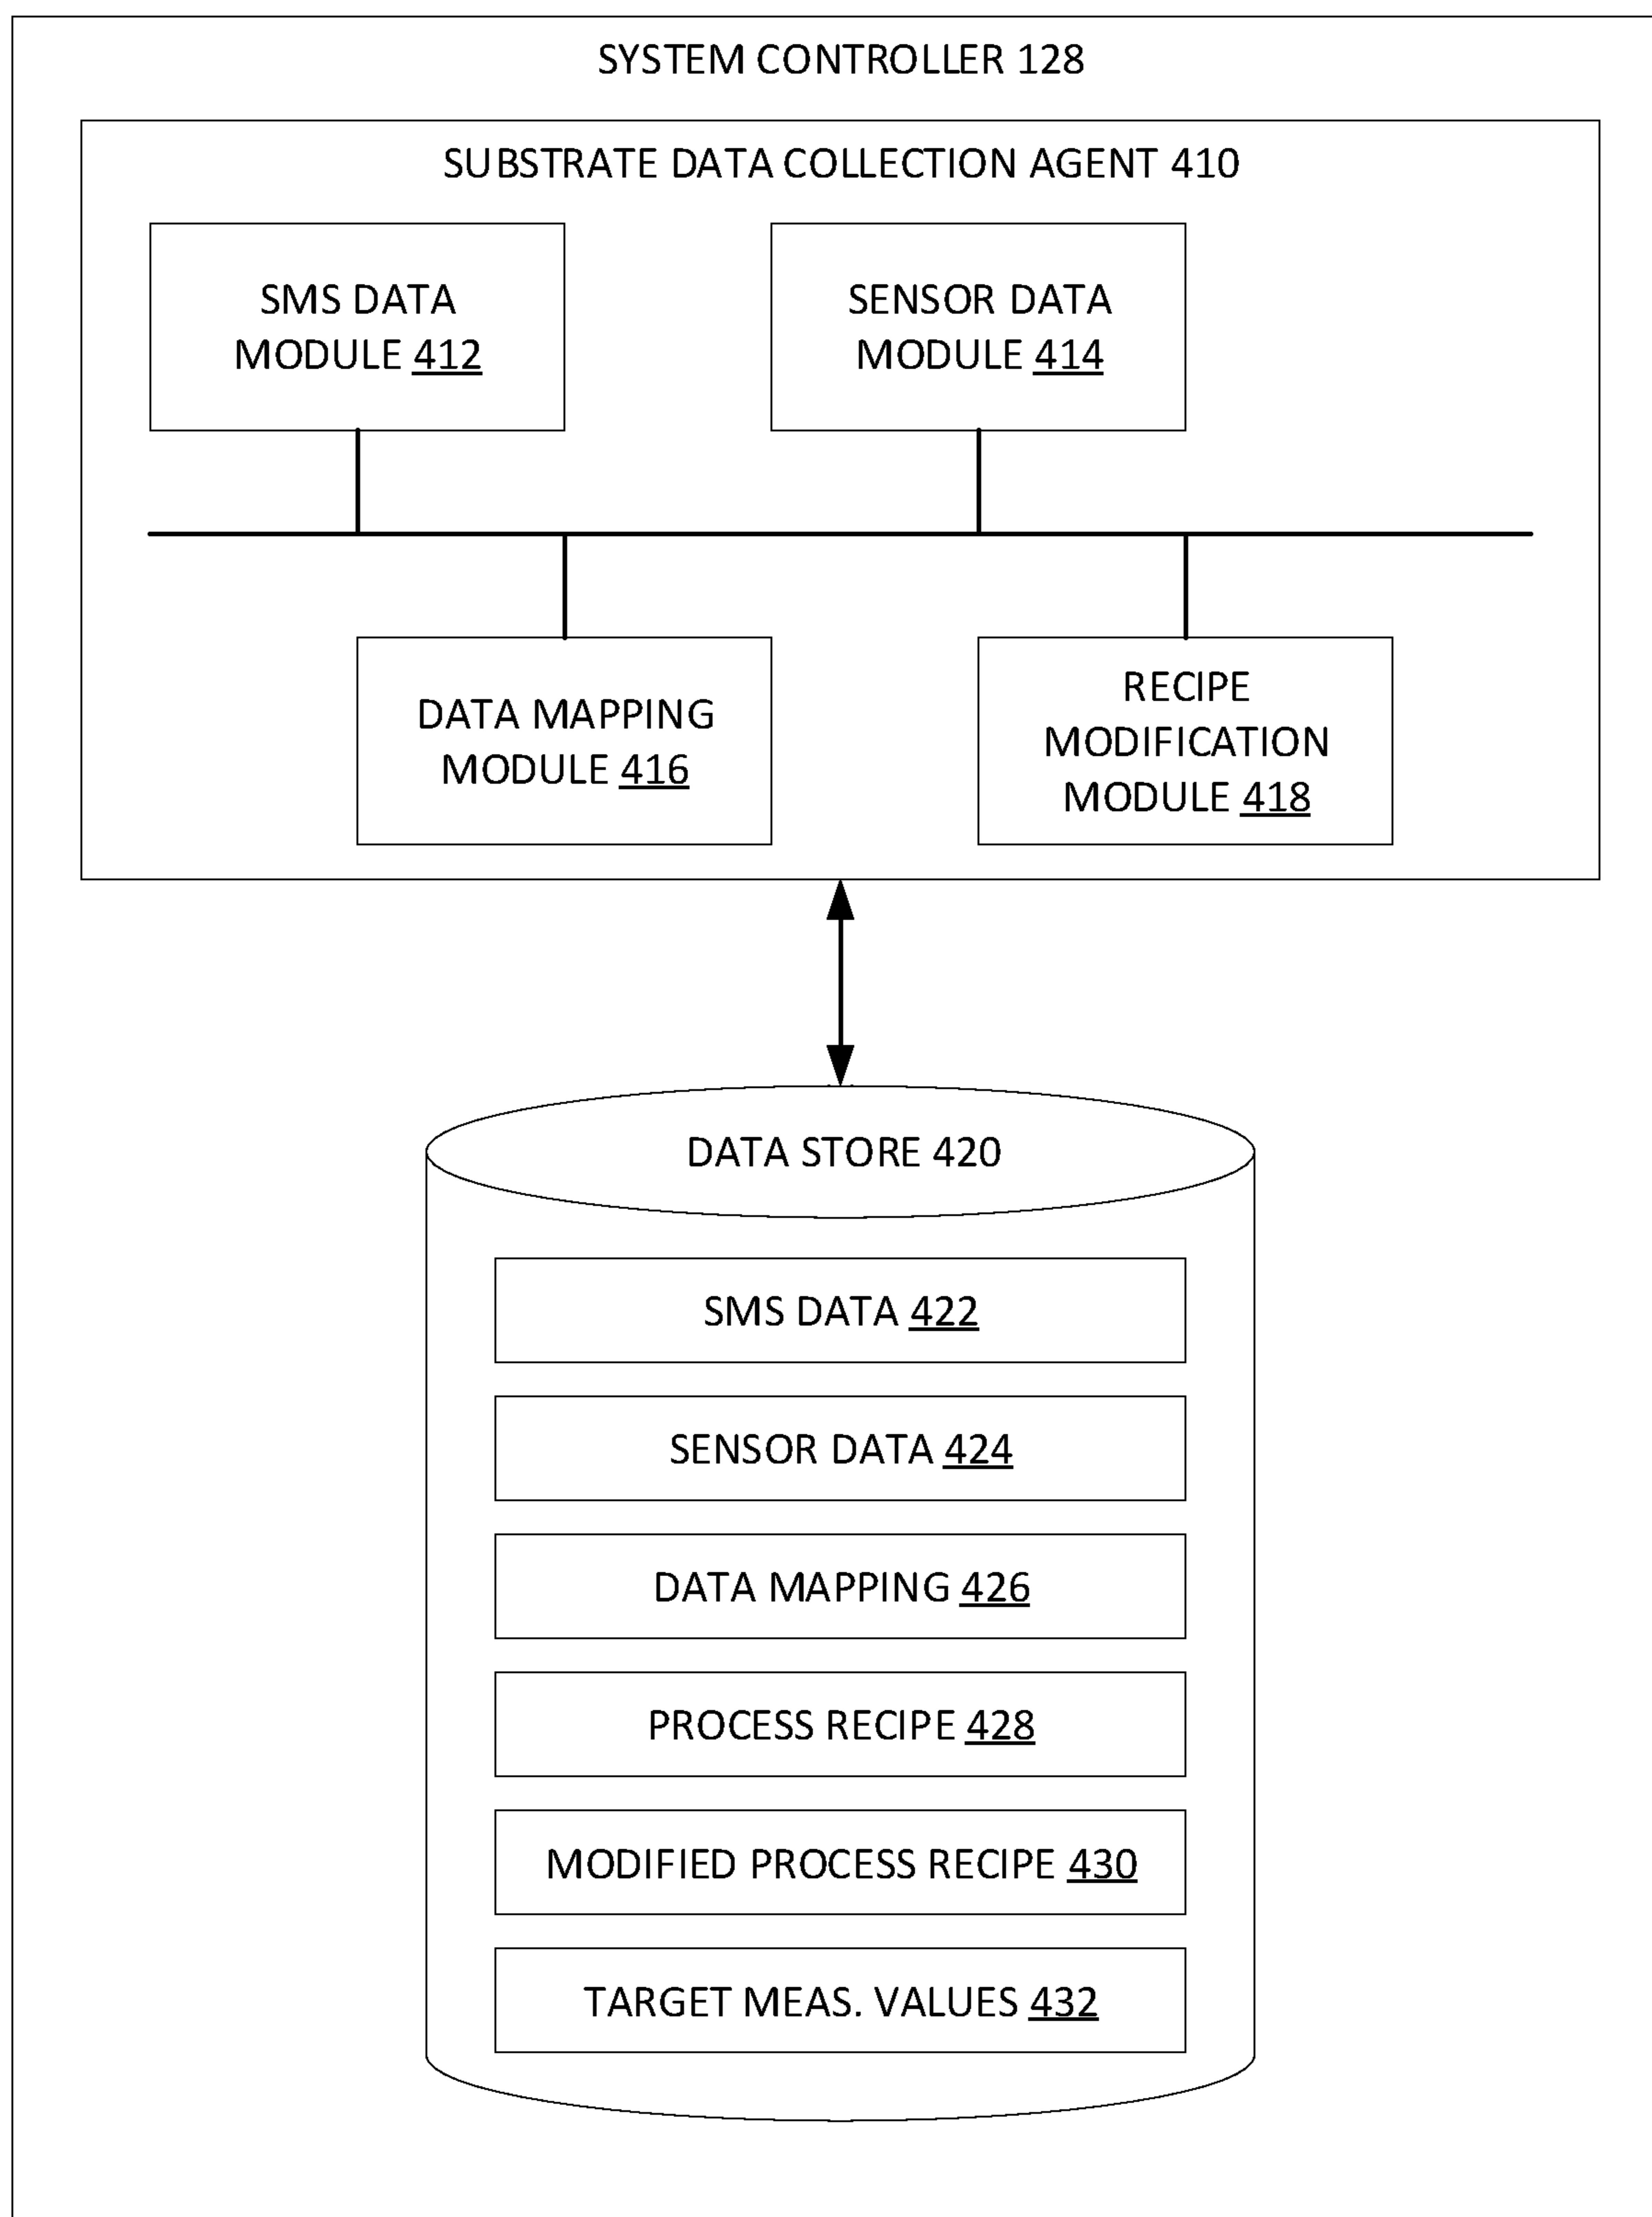 SYSTEM CONTROLLER 128
SUBSTRATE DATA COLLECTION AGENT 410
SMS DATA
MODULE 412
SENSOR DATA
MODULE 414
DATA MAPPING
MODULE 416
RECIPE
MODIFICATION
MODULE 418
DATA STORE 420
SMS DATA 422
SENSOR DATA 424
DATA MAPPING 426
PROCESS RECIPE 428
MODIFIED PROCESS RECIPE 430
TARGET MEAS. VALUES 432